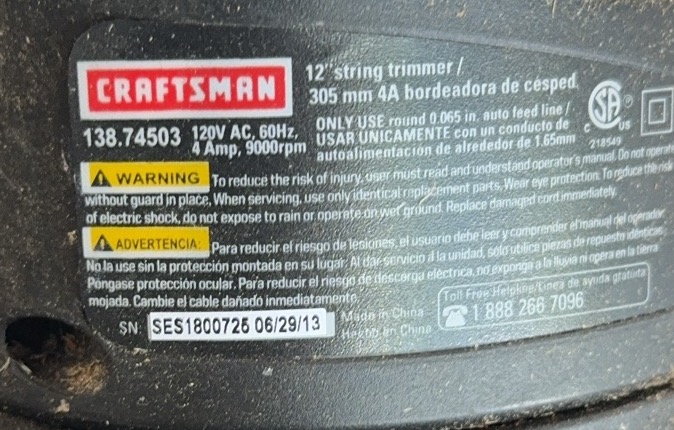 CRAFTSMAN
12" string trimmer /
305 mm 4A bordeadora de césped.
138.74503 120V AC, 60Hz,
4 Amp, 9000rpm
ONLY USE round 0.065 in. auto feed line /
USAR ÚNICAMENTE con un conducto de
autoalimentación de alrededor de 1.65mm
SA
C US
218549
WARNING To reduce the risk of injury, user must read and understand operator's manual. Do not operate
without guard in place. When servicing, use only identical replacement parts. Wear eye protection. To reduce the risk
of electric shock, do not expose to rain or operate on wet ground. Replace damaged cord immediately.
ADVERTENCIA: Para reducir el riesgo de lesiones, el usuario debe leer y comprender el manual del operador
No la use sin la protección montada en su lugar. Al dar servicio a la unidad, sólo utilice piezas de repuesto idénticas
Póngase protección ocular. Para reducir el riesgo de descarga eléctrica, no exponga a la lluvia ni opera en la tierra
mojada. Cambie el cable dañado inmediatamente.
SN: SES1800725 06/29/13
Made in China
Hecho en China
Toll Free Helpline/Linea de ayuda gratuita
1 888 266 7096